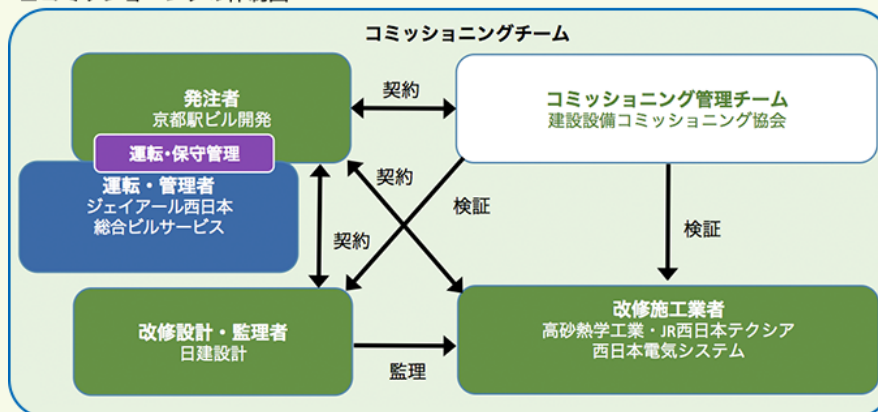 コミッショニングチーム
発注者
京都駅ビル開発
契約
コミッショニング管理チーム
建設設備コミッショニング協会
運転・保守管理
運転・管理者
ジェイアール西日本
総合ビルサービス
契約
検証
検証
契約
改修設計・監理者
日建設計
監理
改修施工業者
高砂熱学工業・JR西日本テクシア
西日本電気システム